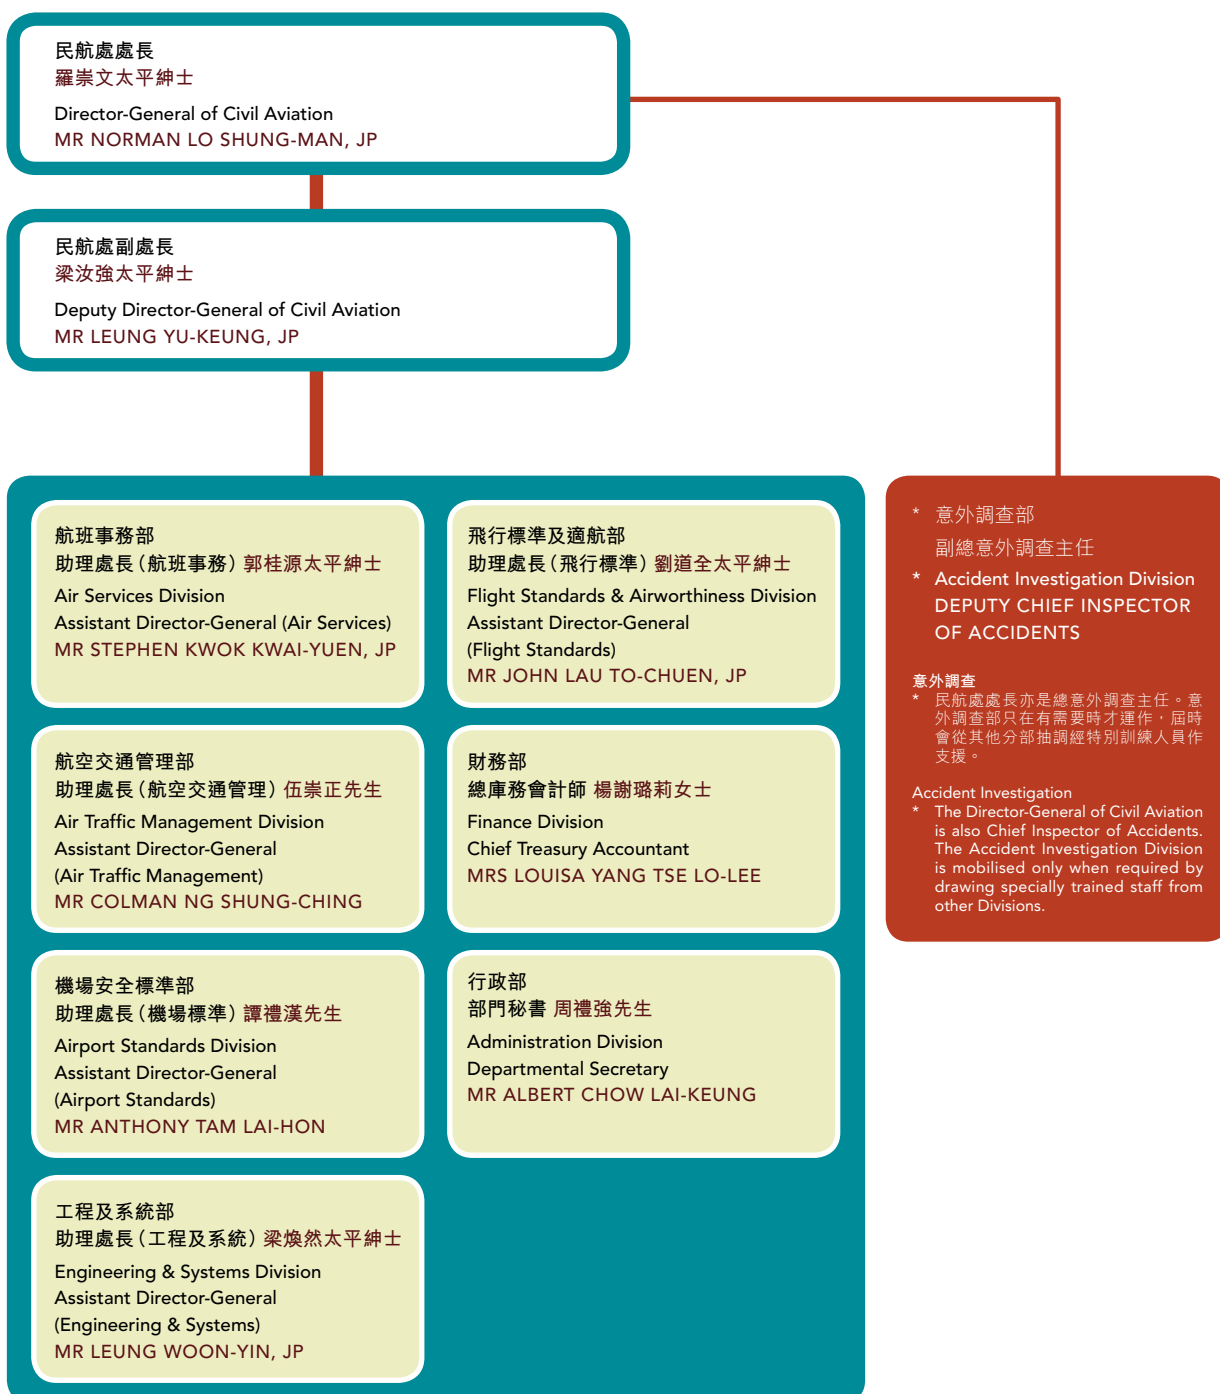 民航處處長
羅崇文太平紳士
Director-General of Civil Aviation
MR NORMAN LO SHUNG-MAN, JP
民航處副處長
梁汝強太平紳士
Deputy Director-General of Civil Aviation
MR LEUNG YU-KEUNG, JP
航班事務部
助理處長（航班事務）郭桂源太平紳士
Air Services Division
Assistant Director-General (Air Services)
MR STEPHEN KWOK KWAI-YUEN, JP
飛行標準及適航部
助理處長（飛行標準）劉道全太平紳士
Flight Standards & Airworthiness Division
Assistant Director-General
(Flight Standards)
MR JOHN LAU TO-CHUEN, JP
航空交通管理部
助理處長（航空交通管理）伍崇正先生
Air Traffic Management Division
Assistant Director-General
(Air Traffic Management)
MR COLMAN NG SHUNG-CHING
財務部
總庫務會計師 楊謝璐莉女士
Finance Division
Chief Treasury Accountant
MRS LOUISA YANG TSE LO-LEE
機場安全標準部
助理處長（機場標準）譚禮漢先生
Airport Standards Division
Assistant Director-General
(Airport Standards)
MR ANTHONY TAM LAI-HON
行政部
部門秘書 周禮強先生
Administration Division
Departmental Secretary
MR ALBERT CHOW LAI-KEUNG
工程及系統部
助理處長（工程及系統）梁煥然太平紳士
Engineering & Systems Division
Assistant Director-General
(Engineering & Systems)
MR LEUNG WOON-YIN, JP
* 意外調查部
副總意外調查主任
* Accident Investigation Division
DEPUTY CHIEF INSPECTOR
OF ACCIDENTS
意外調查
* 民航處處長亦是總意外調查主任。意
外調查部只在有需要時才運作，屆時
會從其他分部抽調經特別訓練人員作
支援。
Accident Investigation
* The Director-General of Civil Aviation
is also Chief Inspector of Accidents.
The Accident Investigation Division
is mobilised only when required by
drawing specially trained staff from
other Divisions.